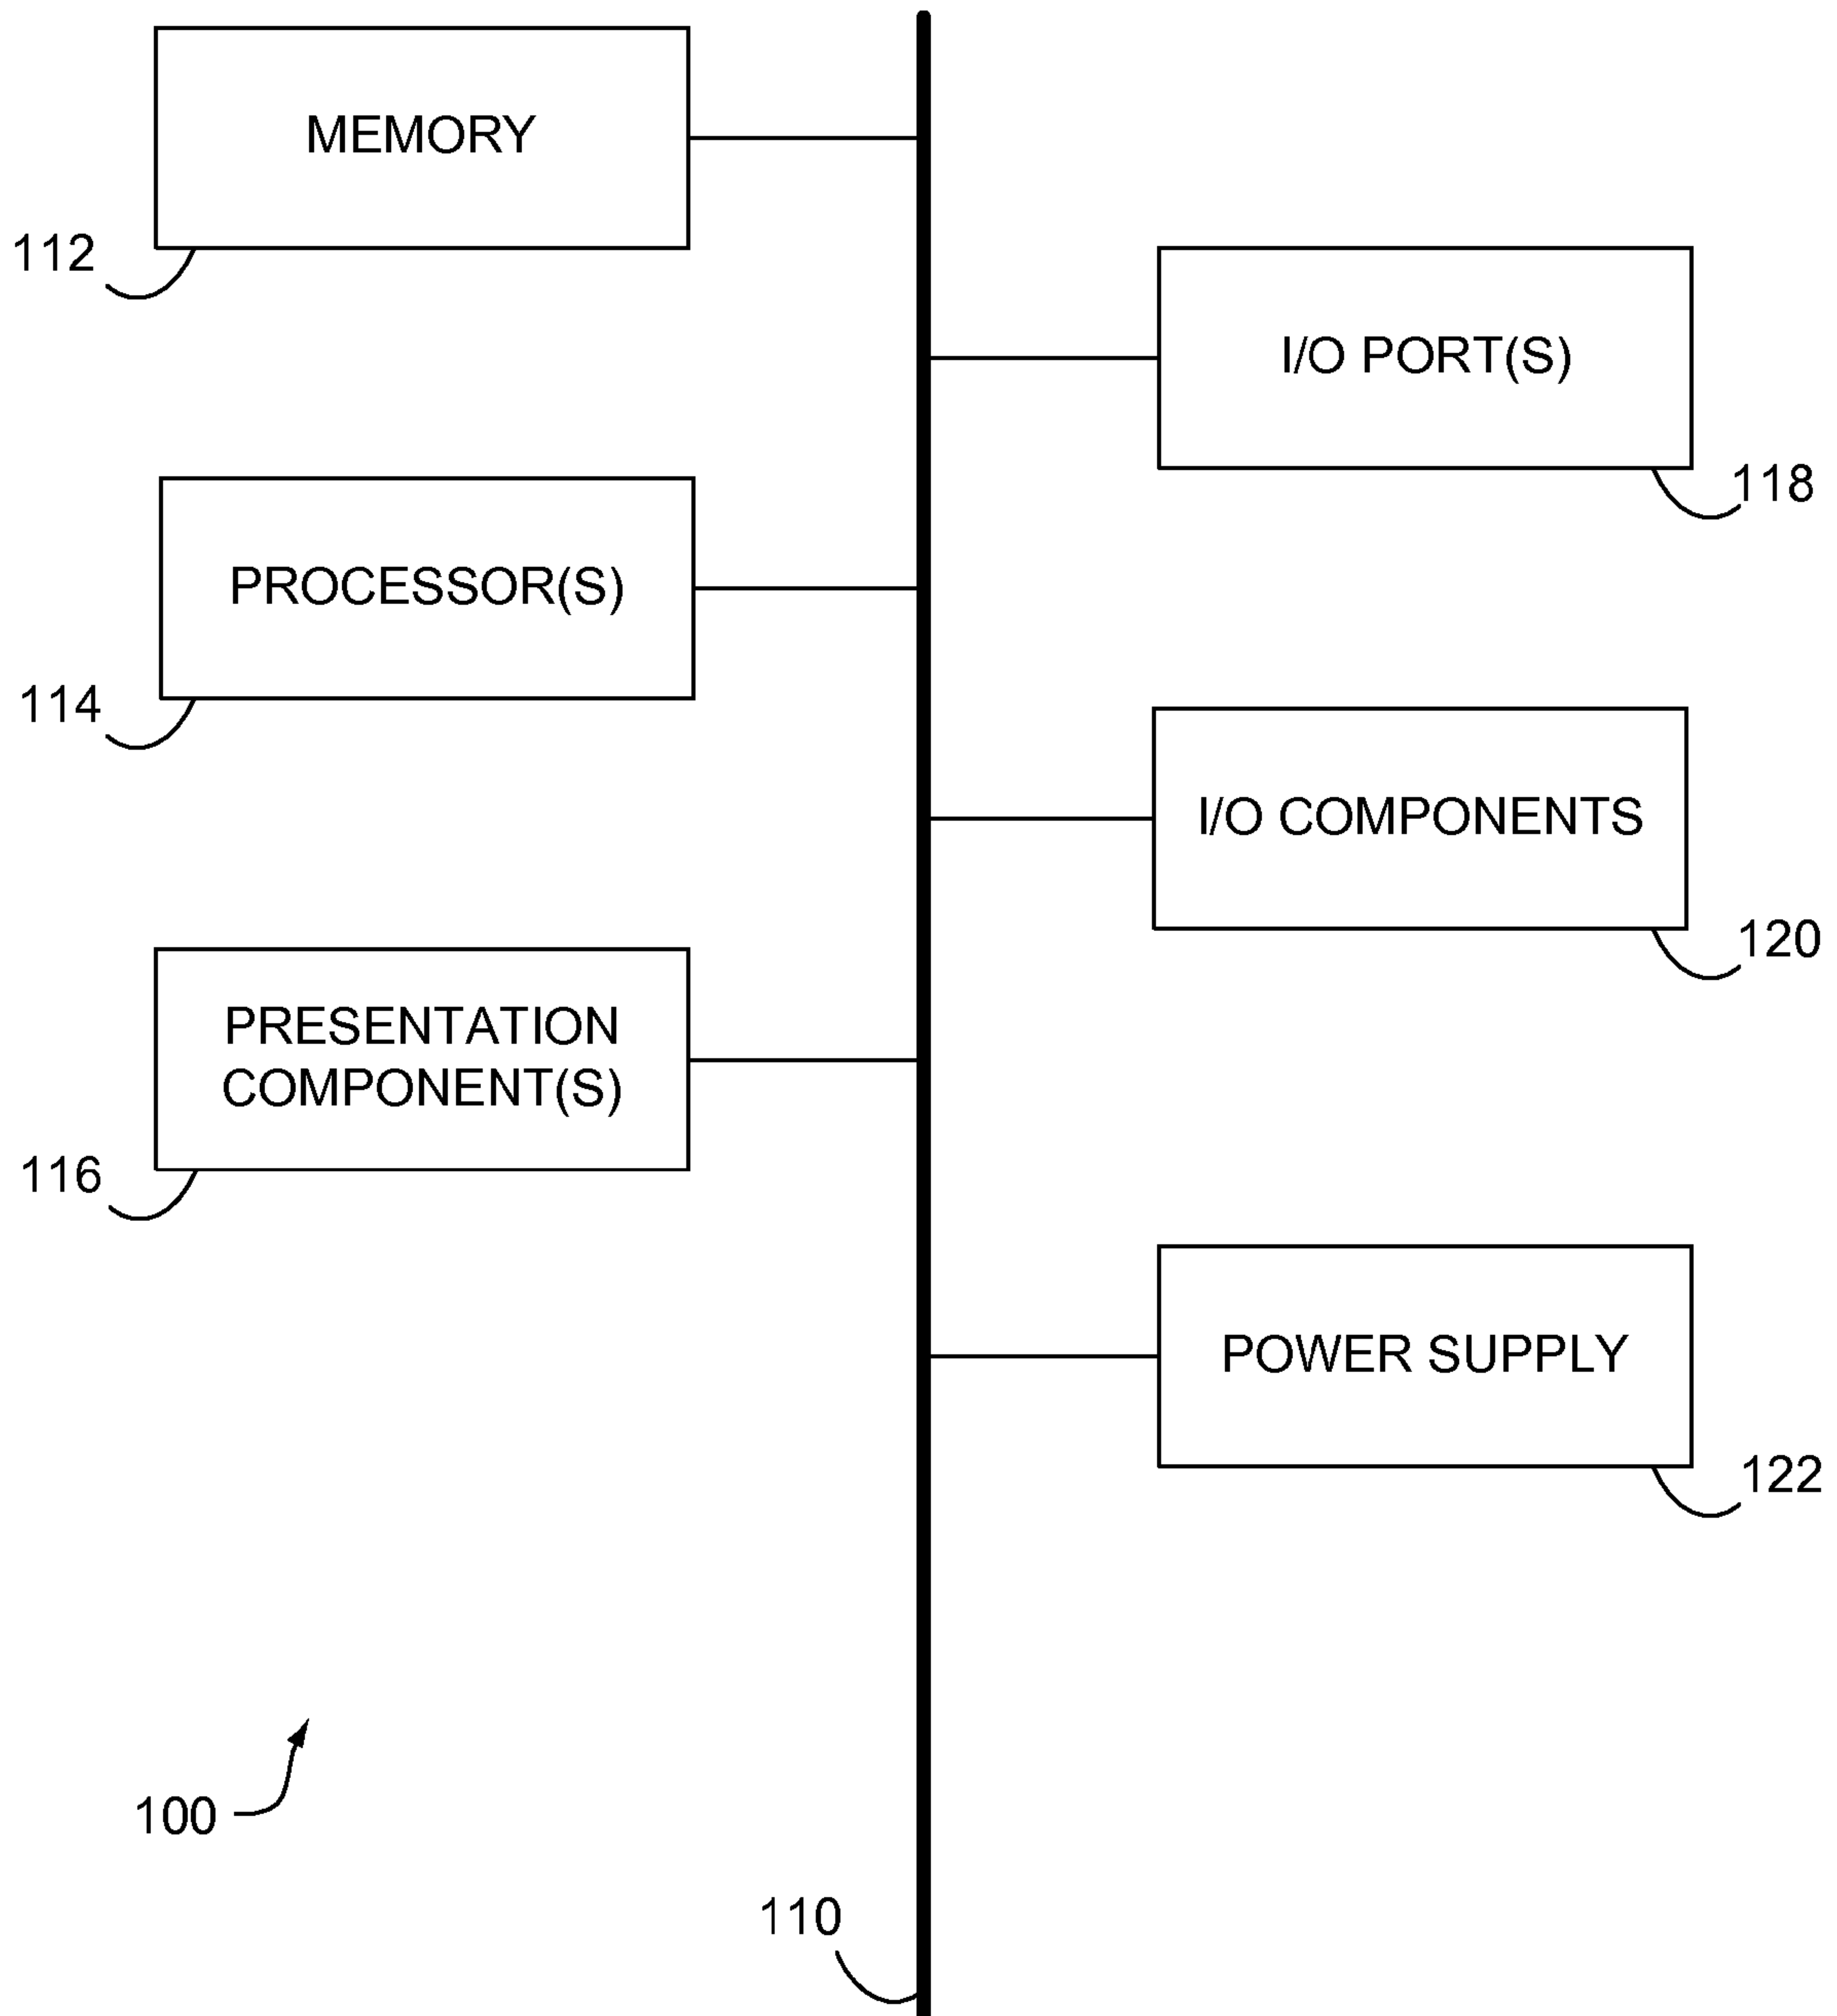 MEMORY
112
I/O PORT(S)
118
PROCESSOR(S)
114
I/O COMPONENTS
120
PRESENTATION
COMPONENT(S)
116
POWER SUPPLY
122
100
110